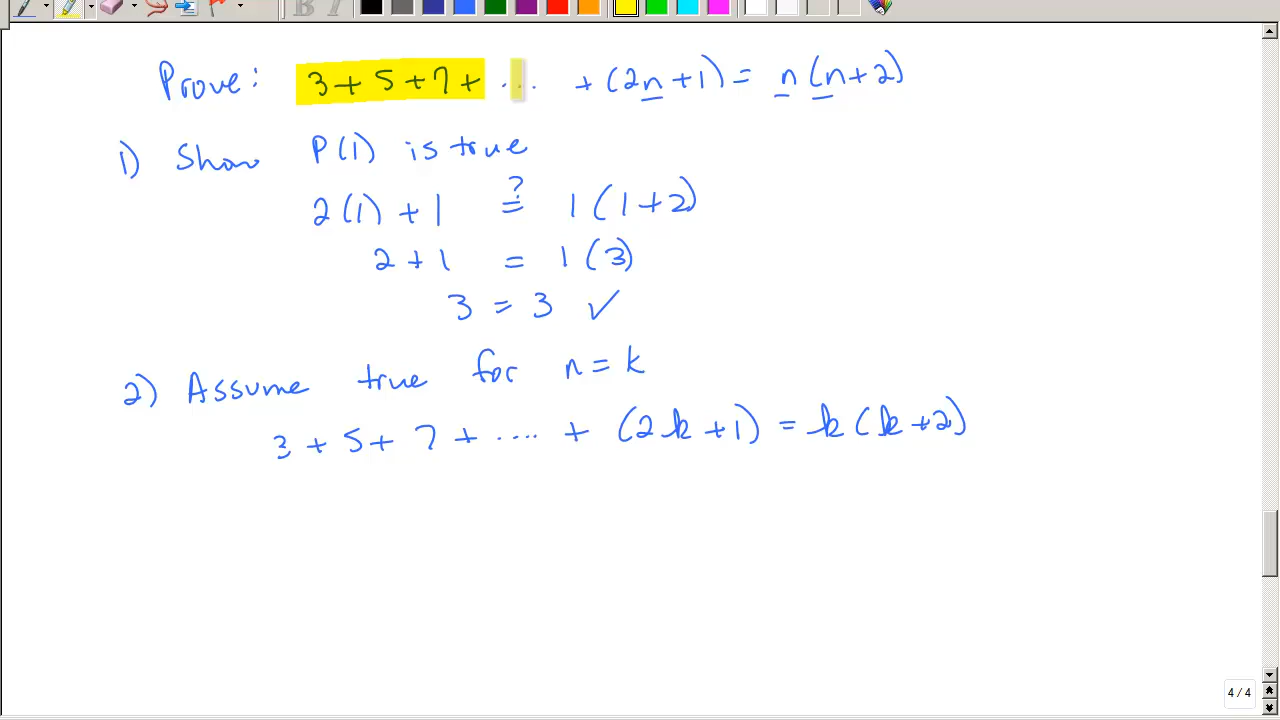 Prove: 3 + 5 + 7 + ... + (2n + 1) = n(n + 2)
1) Show P(1) is true
2(1) + 1 ?= 1(1 + 2)
2 + 1 = 1(3)
3 = 3 ✓
2) Assume true for n = k
3 + 5 + 7 + .... + (2k + 1) = k(k + 2)
4/4